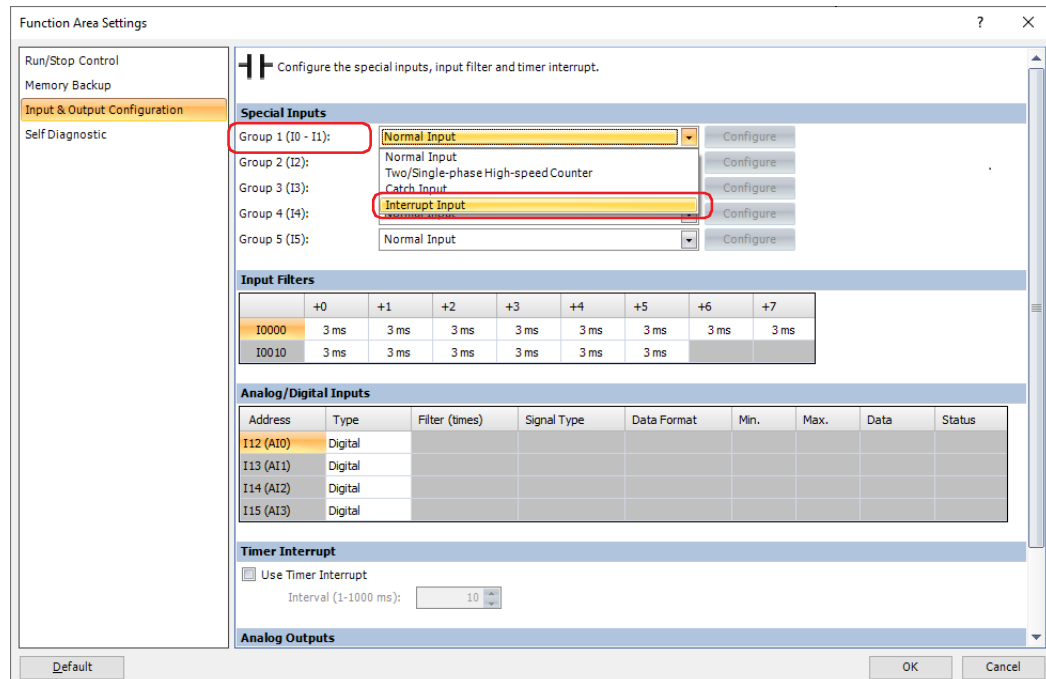 Function Area Settings ? ×
Run/Stop Control
Memory Backup
Input & Output Configuration
Self Diagnostic
Configure the special inputs, input filter and timer interrupt.
Special Inputs
Group 1 (I0 - I1): Normal Input Configure
Group 2 (I2): Normal Input Configure
Two/Single-phase High-speed Counter
Group 3 (I3): Catch Input Configure
Interrupt Input
Group 4 (I4): Normal Input Configure
Group 5 (I5): Normal Input Configure
Input Filters
+0 +1 +2 +3 +4 +5 +6 +7
I0000 3 ms 3 ms 3 ms 3 ms 3 ms 3 ms 3 ms 3 ms
I0010 3 ms 3 ms 3 ms 3 ms 3 ms 3 ms
Analog/Digital Inputs
Address Type Filter (times) Signal Type Data Format Min. Max. Data Status
I12 (AI0) Digital
I13 (AI1) Digital
I14 (AI2) Digital
I15 (AI3) Digital
Timer Interrupt
Use Timer Interrupt
Interval (1-1000 ms): 10
Analog Outputs
Default OK Cancel